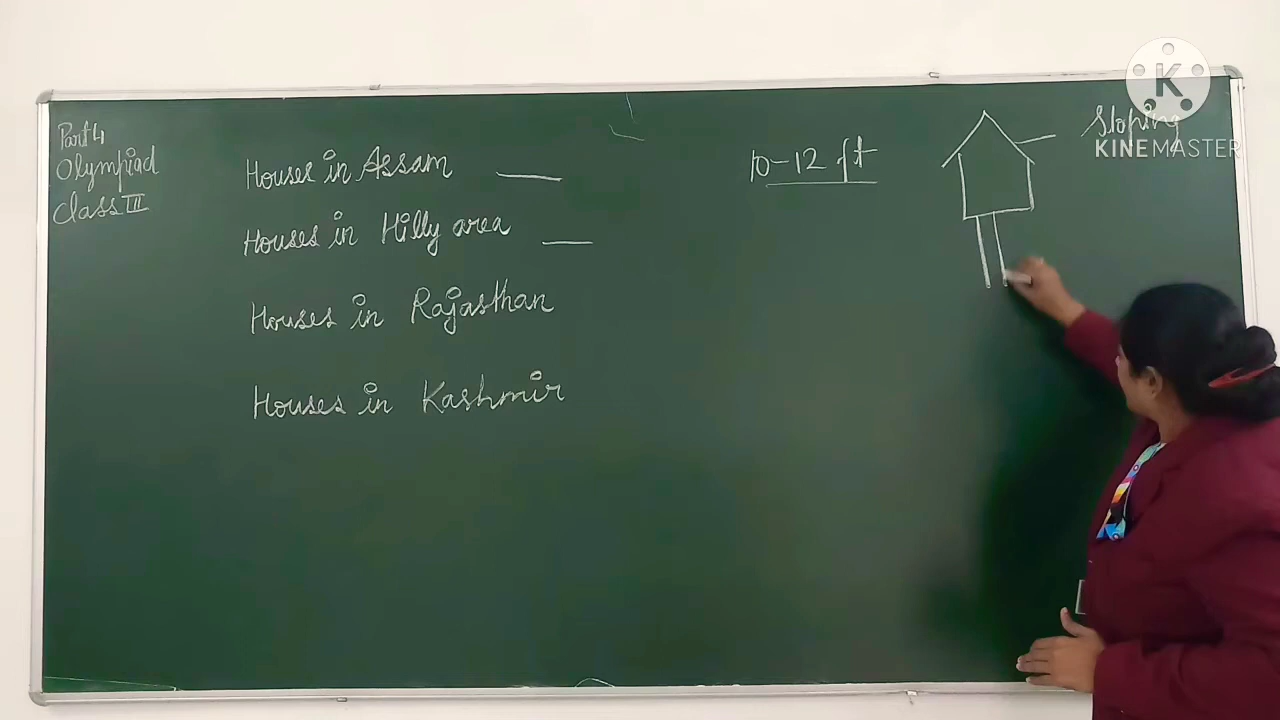 Part 4
Olympiad
Class III
Houses in Assam
Houses in Hilly area
Houses in Rajasthan
Houses in Kashmir
10-12 ft
Sloping
K
KINEMASTER